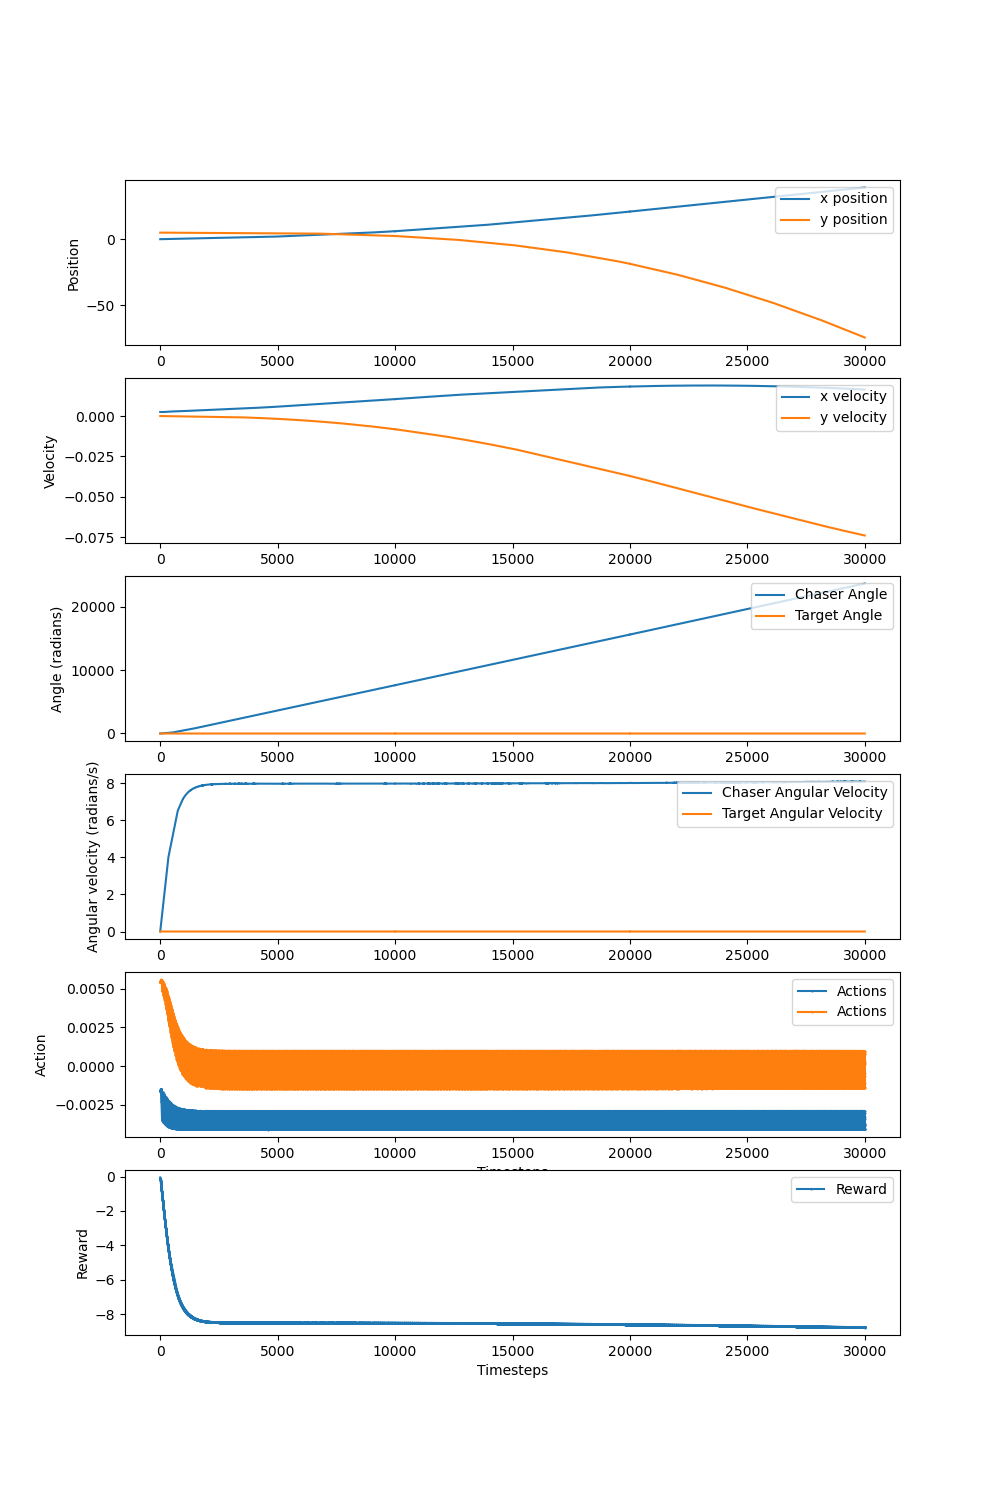 x position
y position
0
−50
Position
0 5000 10000 15000 20000 25000 30000
x velocity
y velocity
0.000
−0.025
−0.050
−0.075
Velocity
0 5000 10000 15000 20000 25000 30000
Chaser Angle
Target Angle
20000
10000
0
Angle (radians)
0 5000 10000 15000 20000 25000 30000
Chaser Angular Velocity
Target Angular Velocity
8
6
4
2
0
Angular velocity (radians/s)
0 5000 10000 15000 20000 25000 30000
Actions
Actions
0.0050
0.0025
0.0000
−0.0025
Action
0 5000 10000 15000 20000 25000 30000
Timesteps
Reward
0
−2
−4
−6
−8
Reward
0 5000 10000 15000 20000 25000 30000
Timesteps